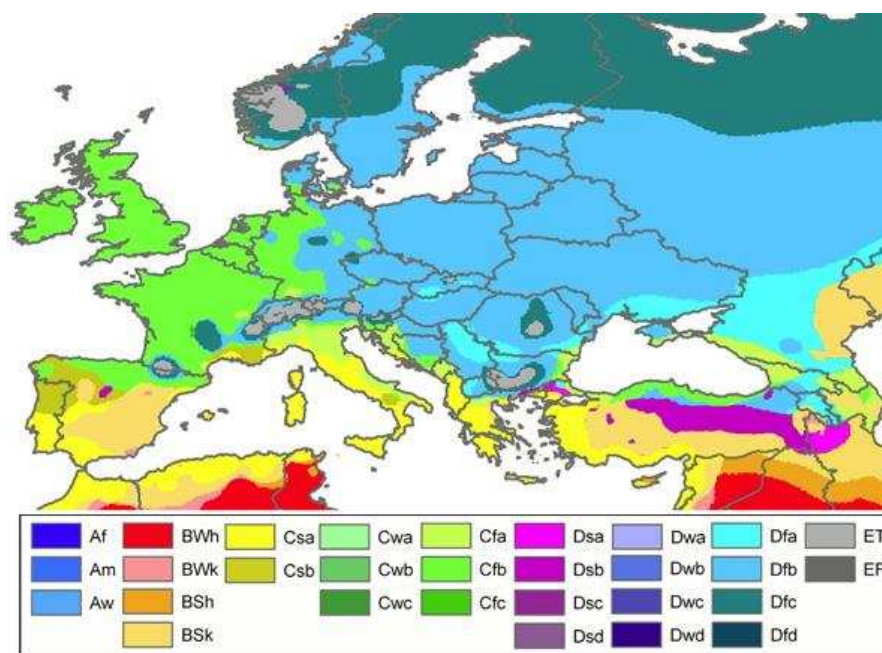 Af BWh Csa Cwa Cfa Dsa Dwa Dfa ET
Am BWk Csb Cwb Cfb Dsb Dwb Dfb EF
Aw BSh Cwc Cfc Dsc Dwc Dfc
BSk Dsd Dwd Dfd